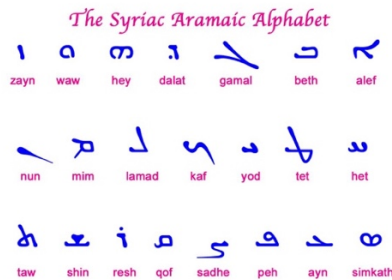 The Syriac Aramaic Alphabet
ܐ ܒ ܓ ܕ ܗ ܘ ܙ
zayn waw hey dalat gamal beth alef
ܚ ܛ ܝ ܟ ܠ ܡ ܢ
nun mim lamad kaf yod tet het
ܣ ܥ ܦ ܨ ܩ ܪ ܫ ܬ
taw shin resh qof sadhe peh ayn simkath